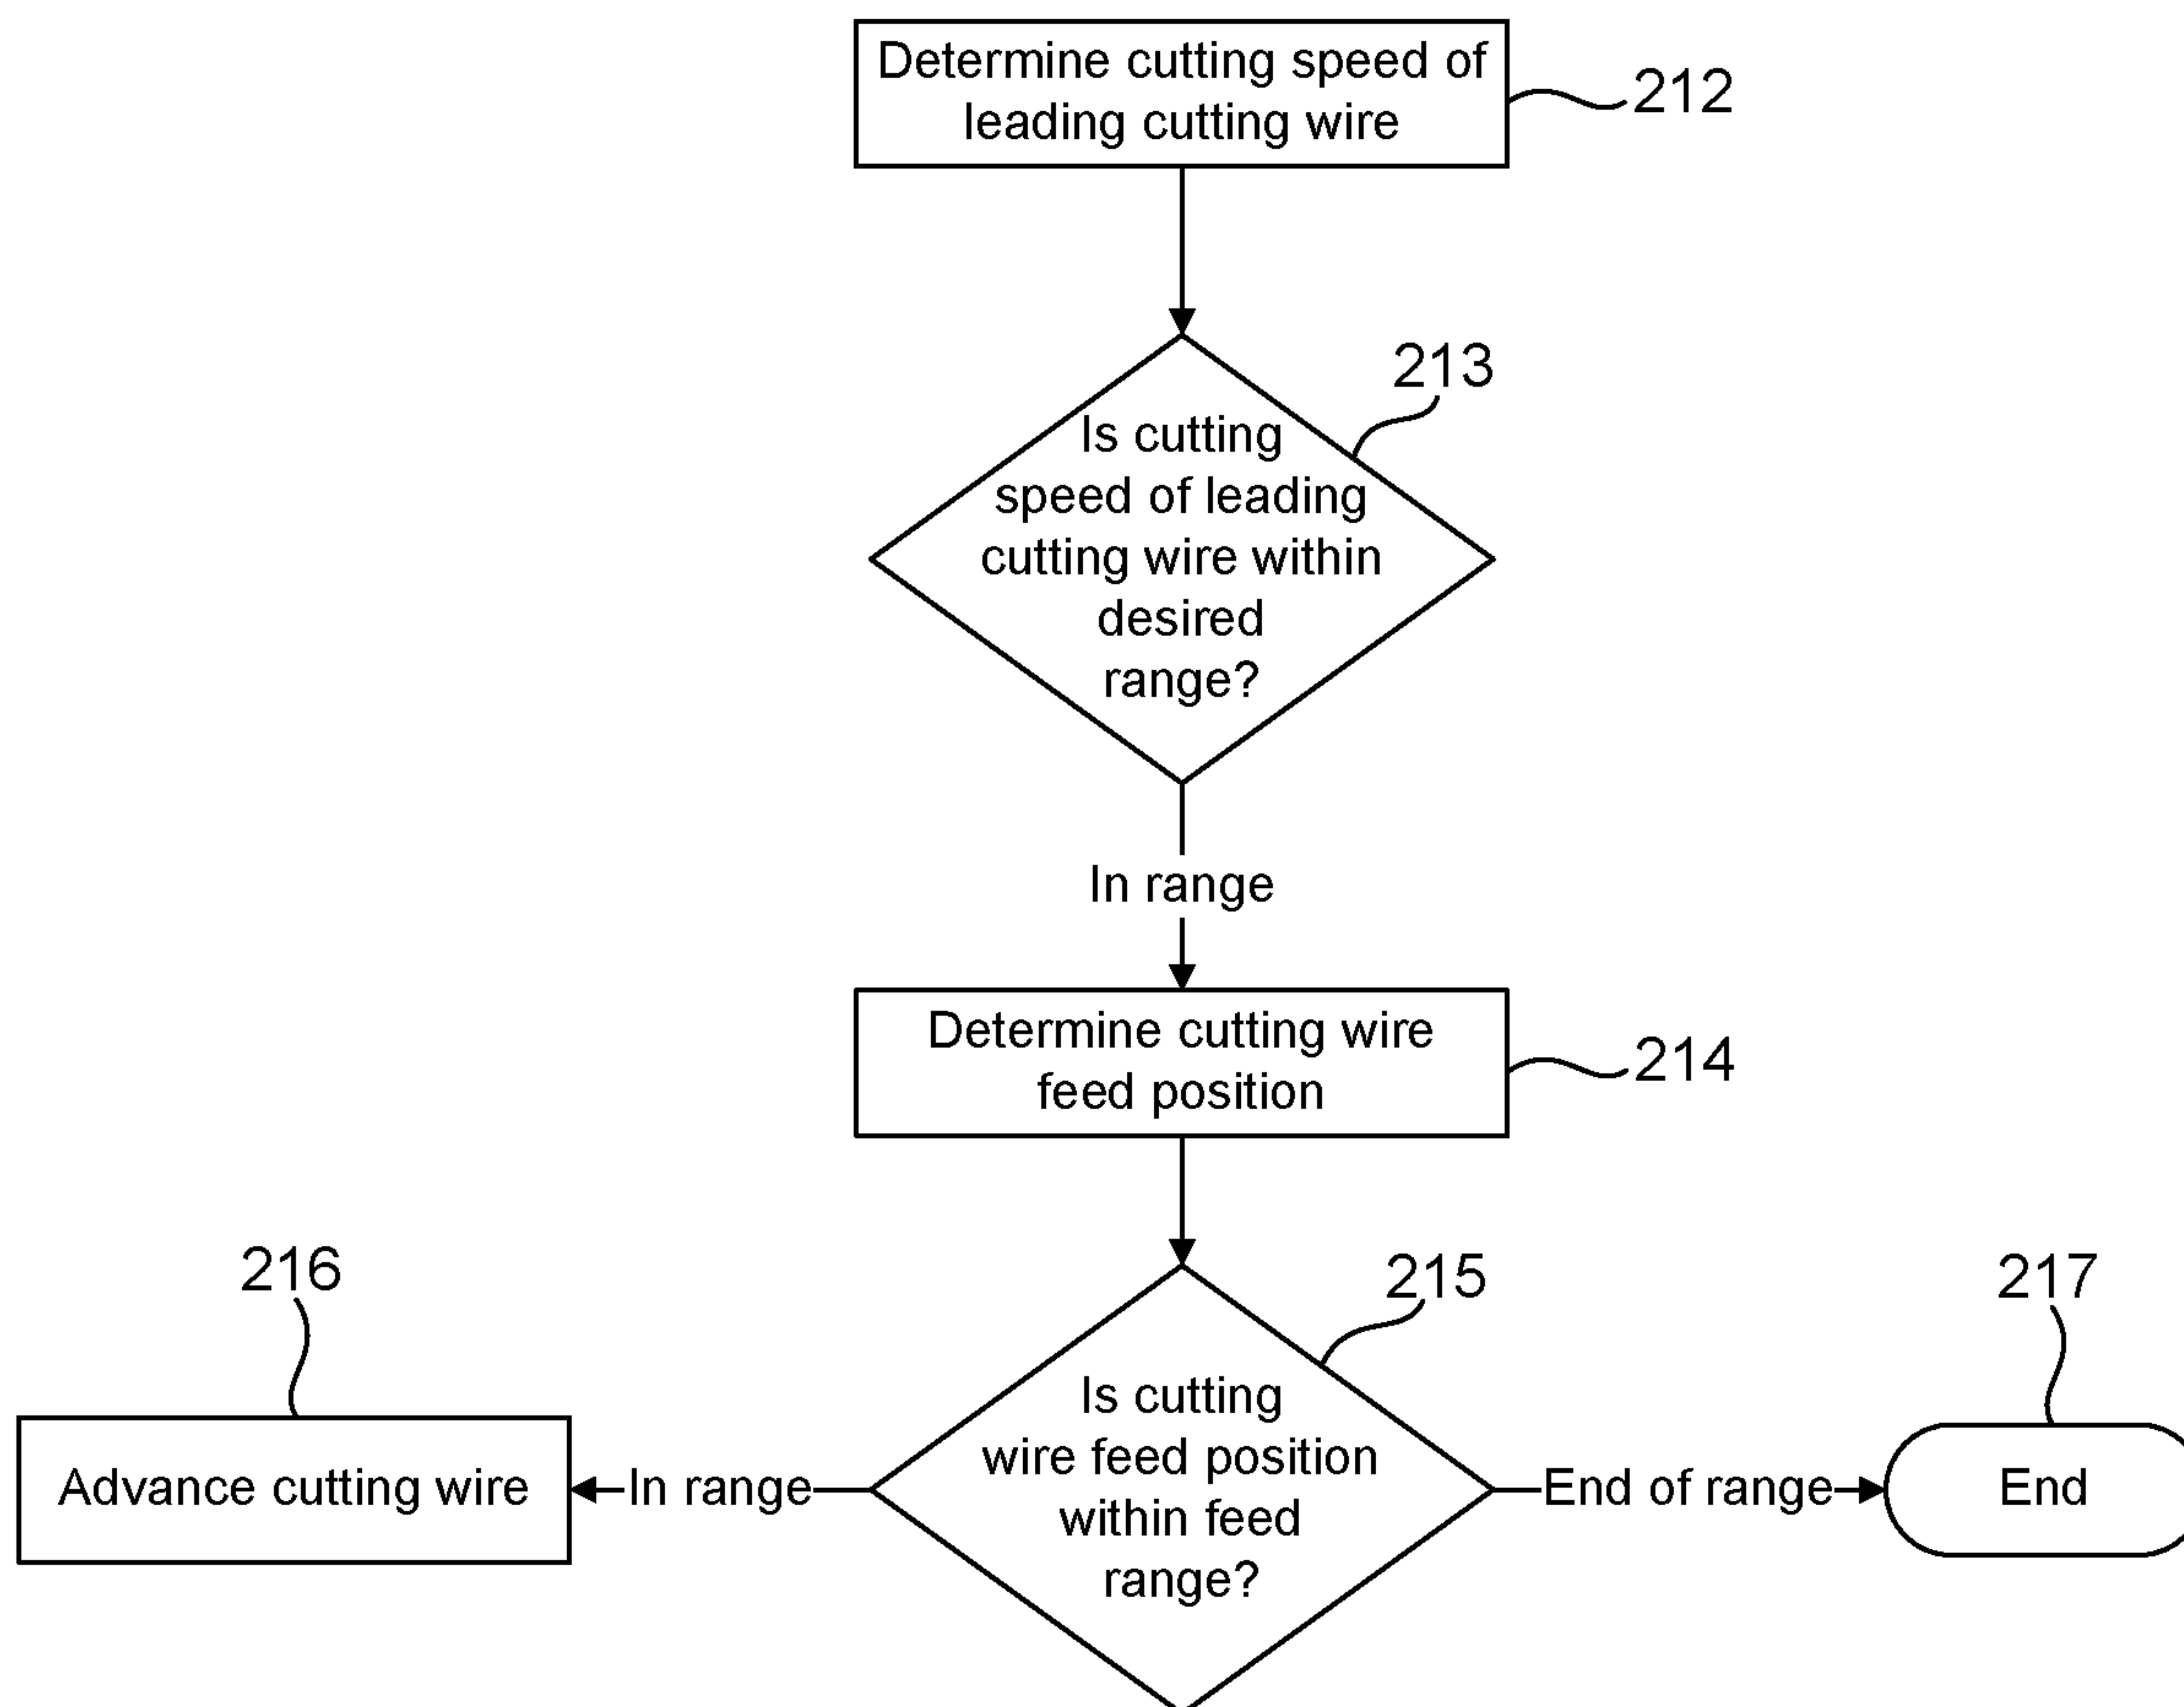 Determine cutting speed of
leading cutting wire
212
213
Is cutting
speed of leading
cutting wire within
desired
range?
In range
Determine cutting wire
feed position
214
216
215
217
Advance cutting wire
In range
Is cutting
wire feed position
within feed
range?
End of range
End